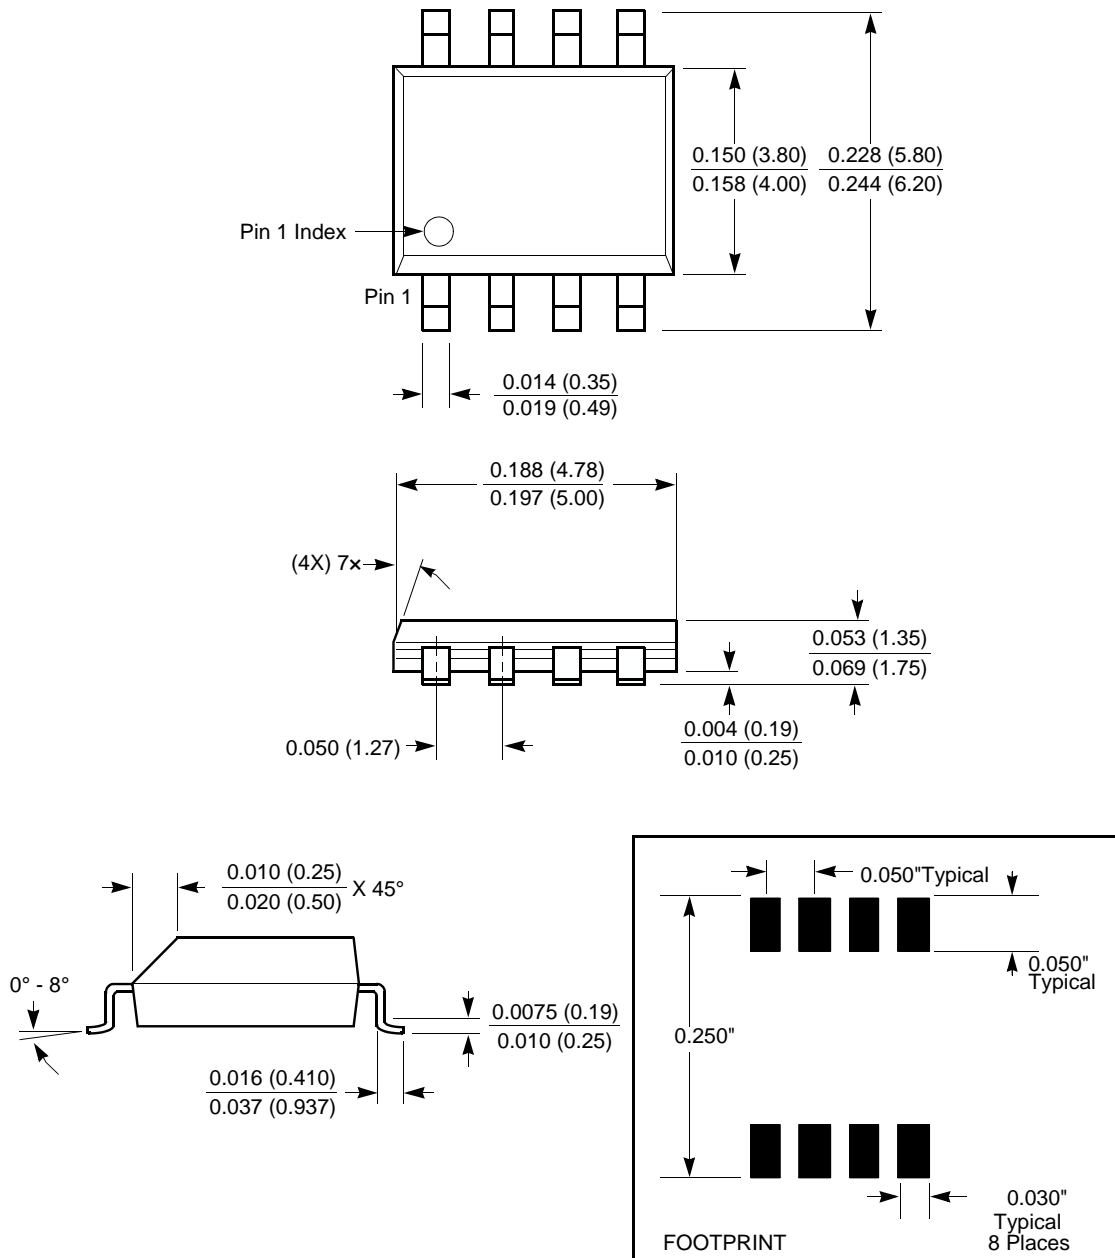 0.150 (3.80)
0.158 (4.00)
0.228 (5.80)
0.244 (6.20)
Pin 1 Index
Pin 1
0.014 (0.35)
0.019 (0.49)
0.188 (4.78)
0.197 (5.00)
(4X) 7×
0.053 (1.35)
0.069 (1.75)
0.004 (0.19)
0.010 (0.25)
0.050 (1.27)
0.010 (0.25)
0.020 (0.50)
X 45°
0° - 8°
0.0075 (0.19)
0.010 (0.25)
0.016 (0.410)
0.037 (0.937)
0.050"Typical
0.050"
Typical
0.250"
0.030"
Typical
8 Places
FOOTPRINT